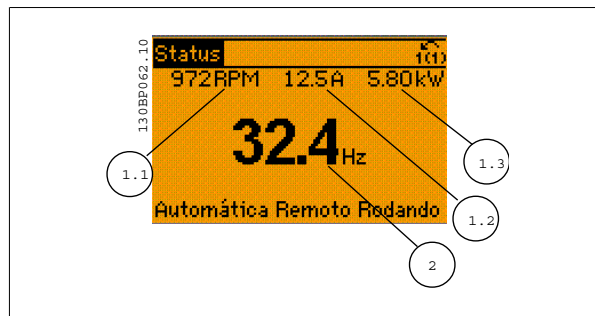 130BP062.10
Status
1(1)
972RPM 12.5A 5.80kW
32.4Hz
1.1
1.3
1.2
Automática Remoto Rodando
2